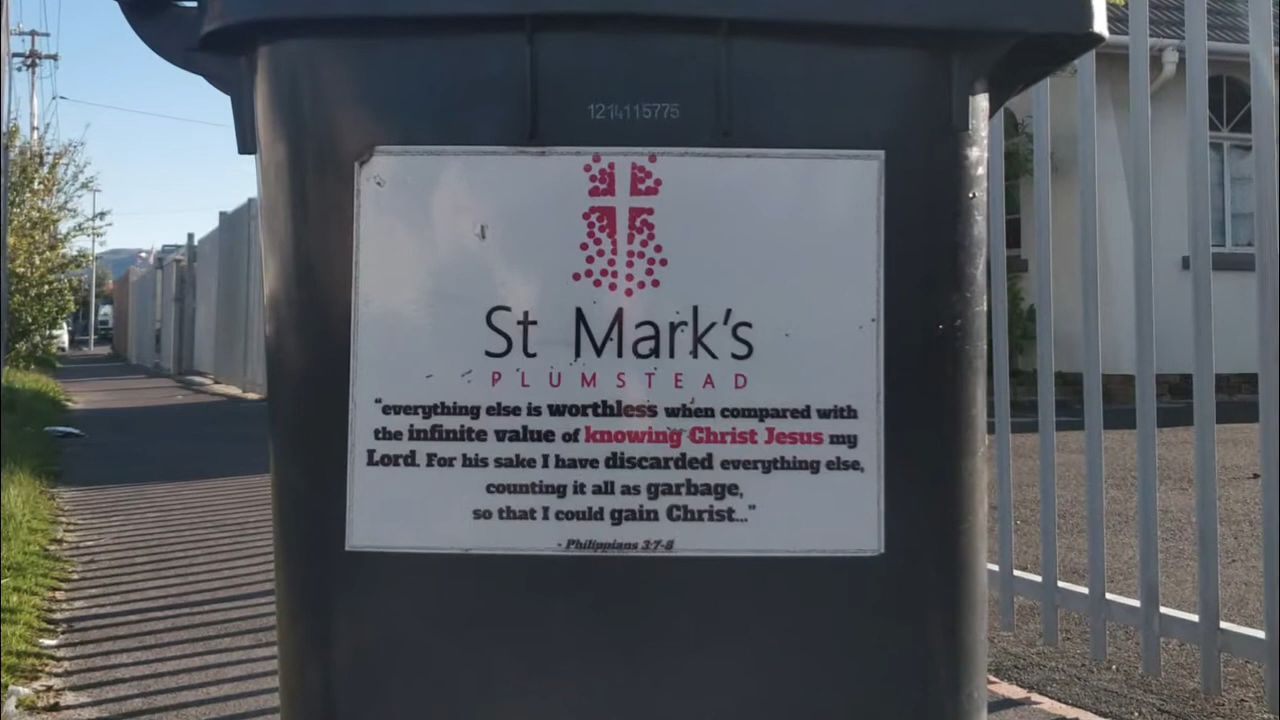 1214115775
St Mark's
PLUMSTEAD
"everything else is worthless when compared with
the infinite value of knowing Christ Jesus my
Lord. For his sake I have discarded everything else,
counting it all as garbage,
so that I could gain Christ..."
- Philippians 3:7-8